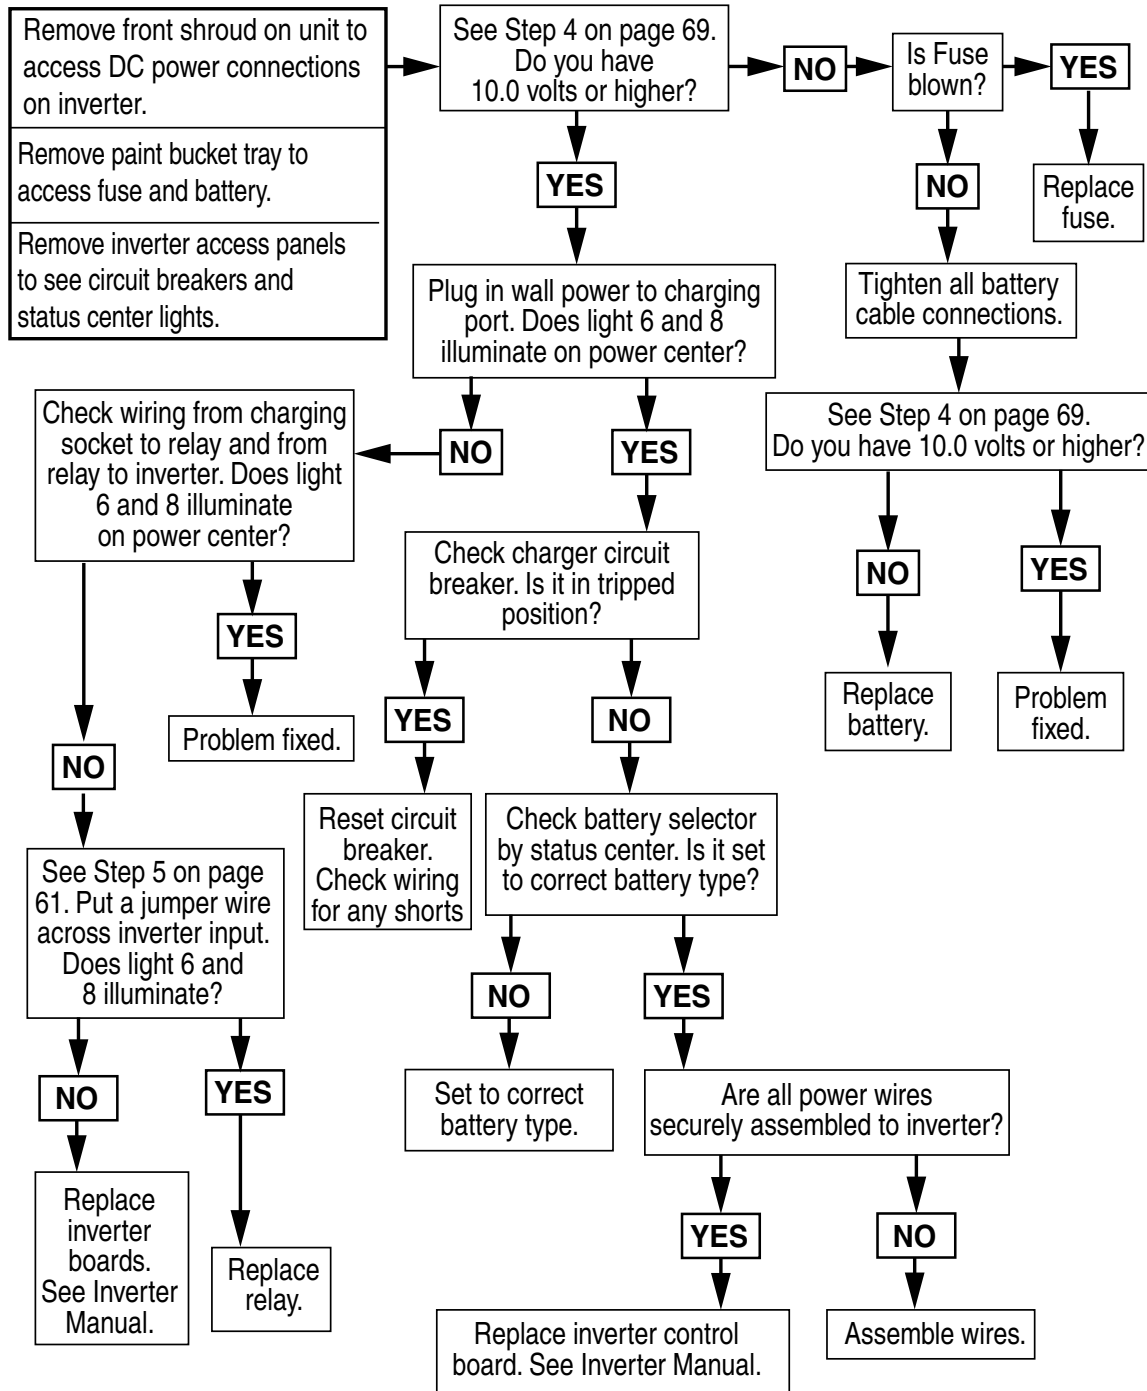 Remove front shroud on unit to
access DC power connections
on inverter.
Remove paint bucket tray to
access fuse and battery.
Remove inverter access panels
to see circuit breakers and
status center lights.
See Step 4 on page 69.
Do you have
10.0 volts or higher?
NO
Is Fuse
blown?
YES
Replace
fuse.
NO
Tighten all battery
cable connections.
See Step 4 on page 69.
Do you have 10.0 volts or higher?
NO
Replace
battery.
YES
Problem
fixed.
YES
Plug in wall power to charging
port. Does light 6 and 8
illuminate on power center?
NO
Check wiring from charging
socket to relay and from
relay to inverter. Does light
6 and 8 illuminate
on power center?
YES
Problem fixed.
NO
See Step 5 on page
61. Put a jumper wire
across inverter input.
Does light 6 and
8 illuminate?
NO
Replace
inverter
boards.
See Inverter
Manual.
YES
Replace
relay.
YES
Check charger circuit
breaker. Is it in tripped
position?
YES
Reset circuit
breaker.
Check wiring
for any shorts
NO
Check battery selector
by status center. Is it set
to correct battery type?
NO
Set to correct
battery type.
YES
Are all power wires
securely assembled to inverter?
YES
Replace inverter control
board. See Inverter Manual.
NO
Assemble wires.